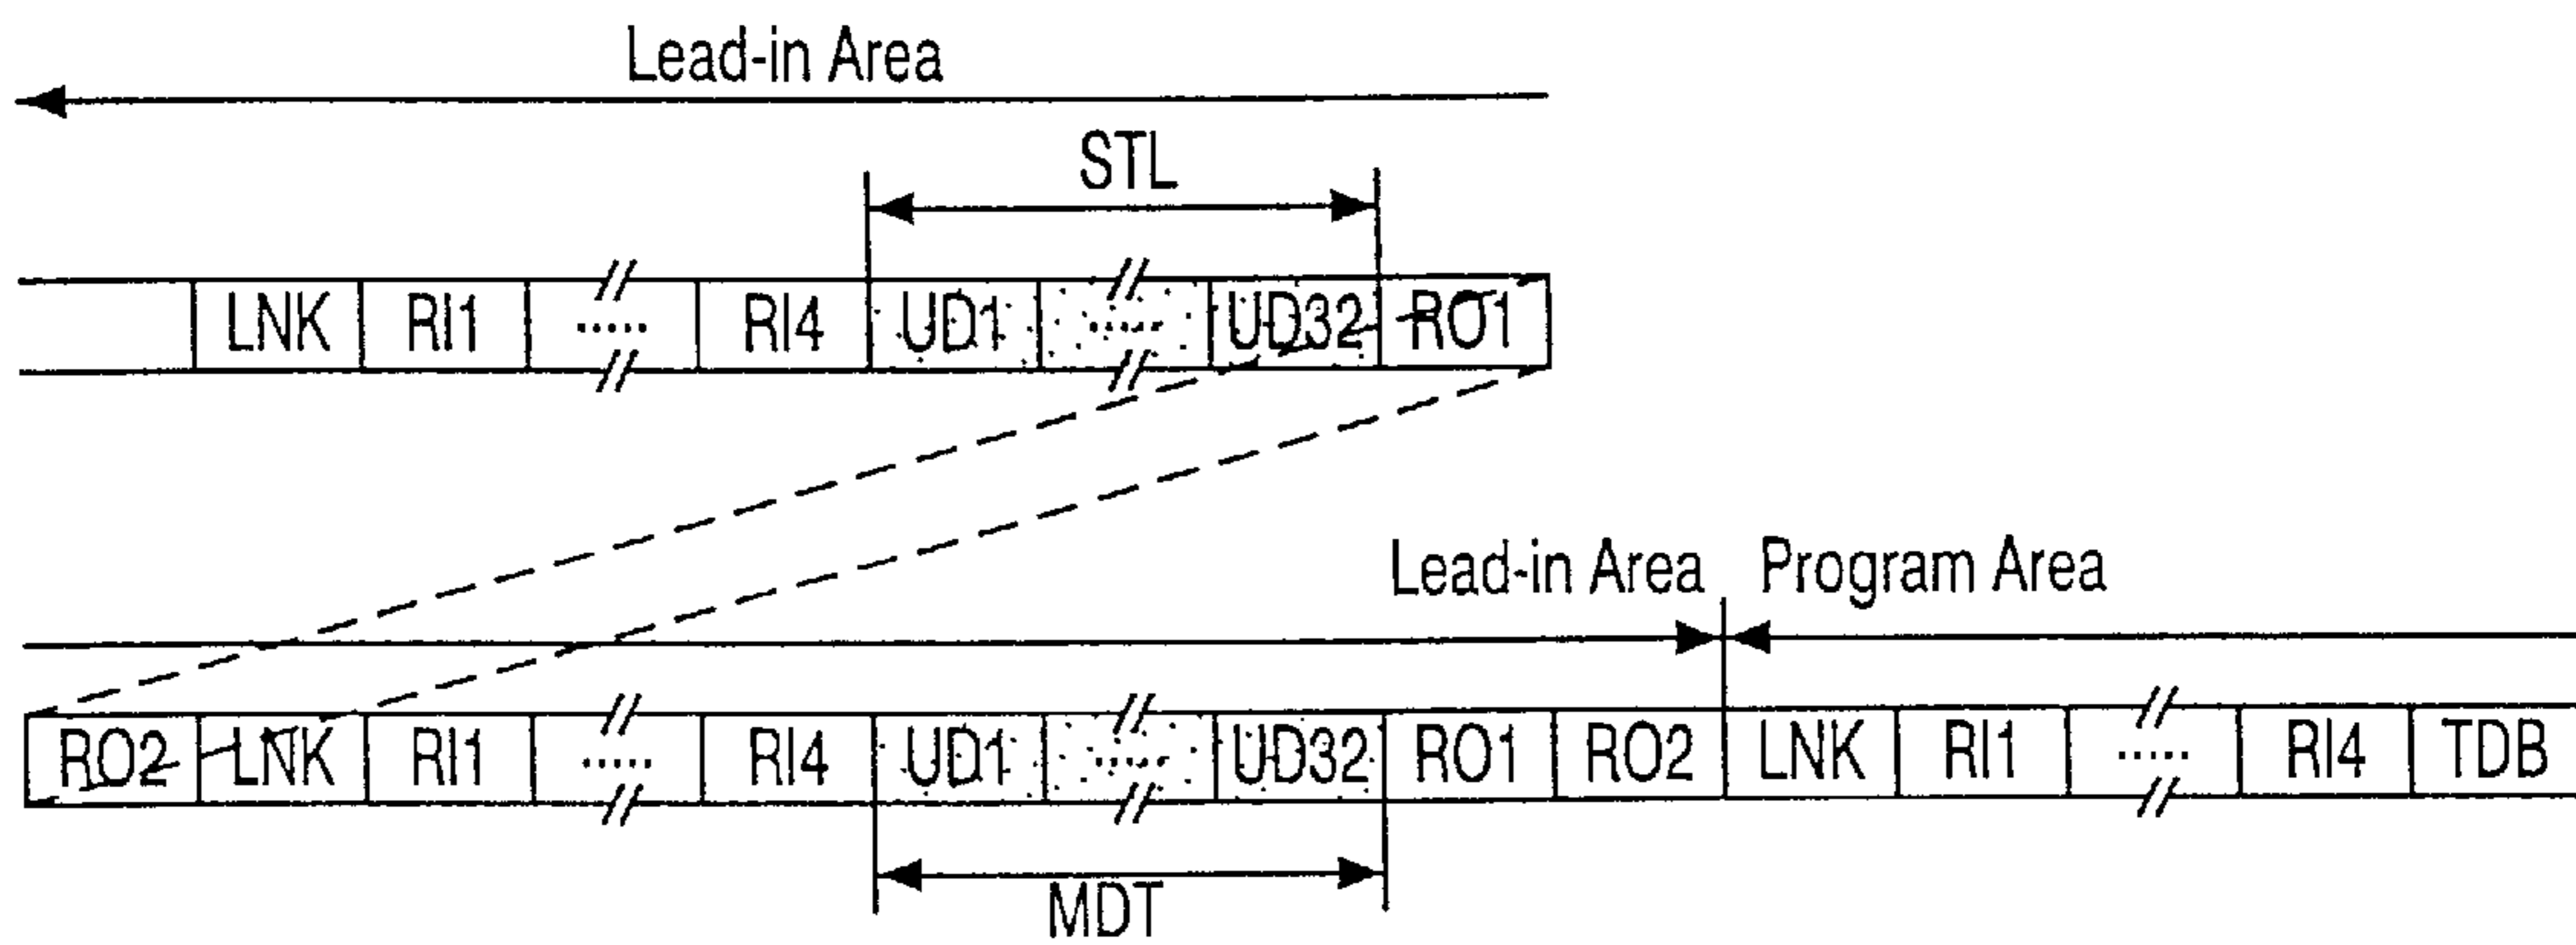 Lead-in Area
STL
LNK RI1 ..... RI4 UD1 ..... UD32 RO1
Lead-in Area Program Area
RO2 LNK RI1 ..... RI4 UD1 ..... UD32 RO1 RO2 LNK RI1 ..... RI4 TDB
MDT